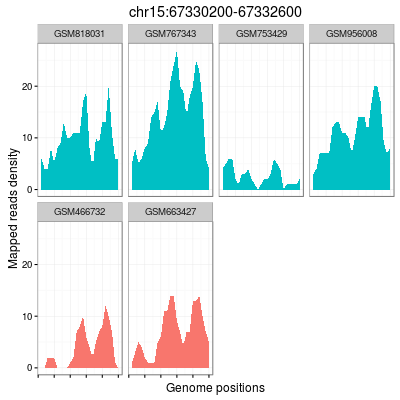 chr15:67330200-67332600
GSM818031 GSM767343 GSM753429 GSM956008
20
10
0
Mapped reads density
GSM466732 GSM663427
20
10
0
Genome positions